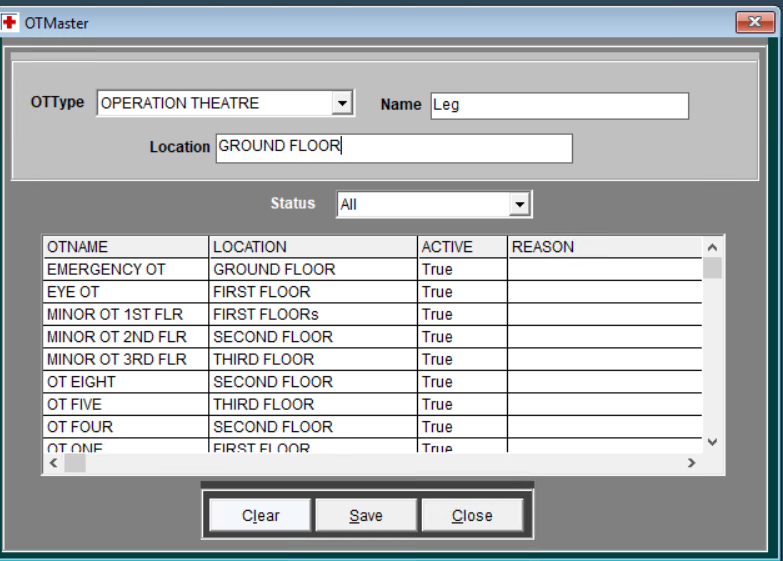 OTMaster
OTType OPERATION THEATRE Name Leg
Location GROUND FLOOR
Status All
OTNAME LOCATION ACTIVE REASON
EMERGENCY OT GROUND FLOOR True
EYE OT FIRST FLOOR True
MINOR OT 1ST FLR FIRST FLOORs True
MINOR OT 2ND FLR SECOND FLOOR True
MINOR OT 3RD FLR THIRD FLOOR True
OT EIGHT SECOND FLOOR True
OT FIVE THIRD FLOOR True
OT FOUR SECOND FLOOR True
OT ONE FIRST FLOOR True
Clear Save Close